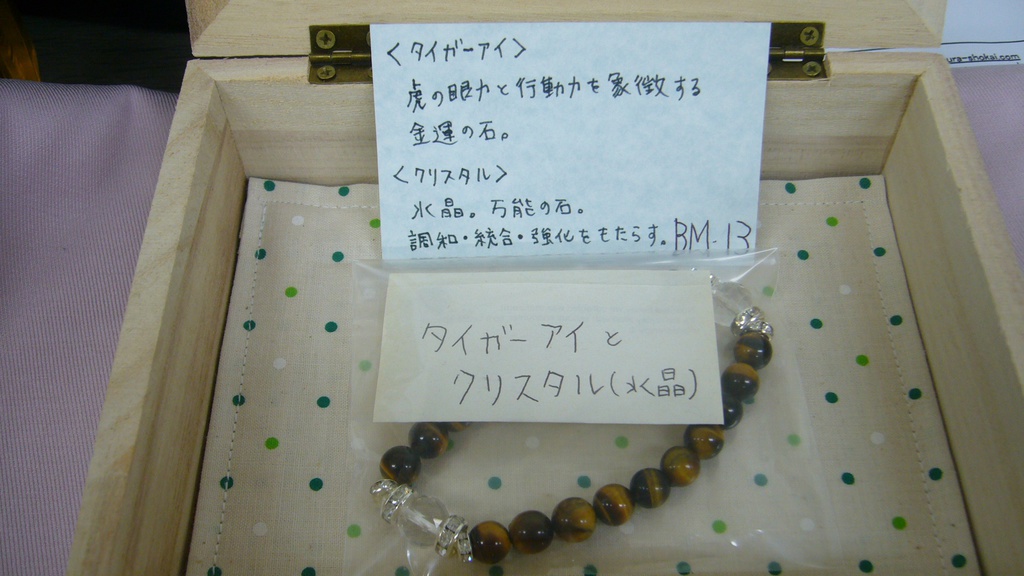 <タイガーアイ>
虎の眼力と行動力を象徴する
金運の石。
<クリスタル>
水晶。万能の石。
調和・統合・強化をもたらす。BM-13
タイガーアイと
クリスタル(水晶)
ura-shokai.com